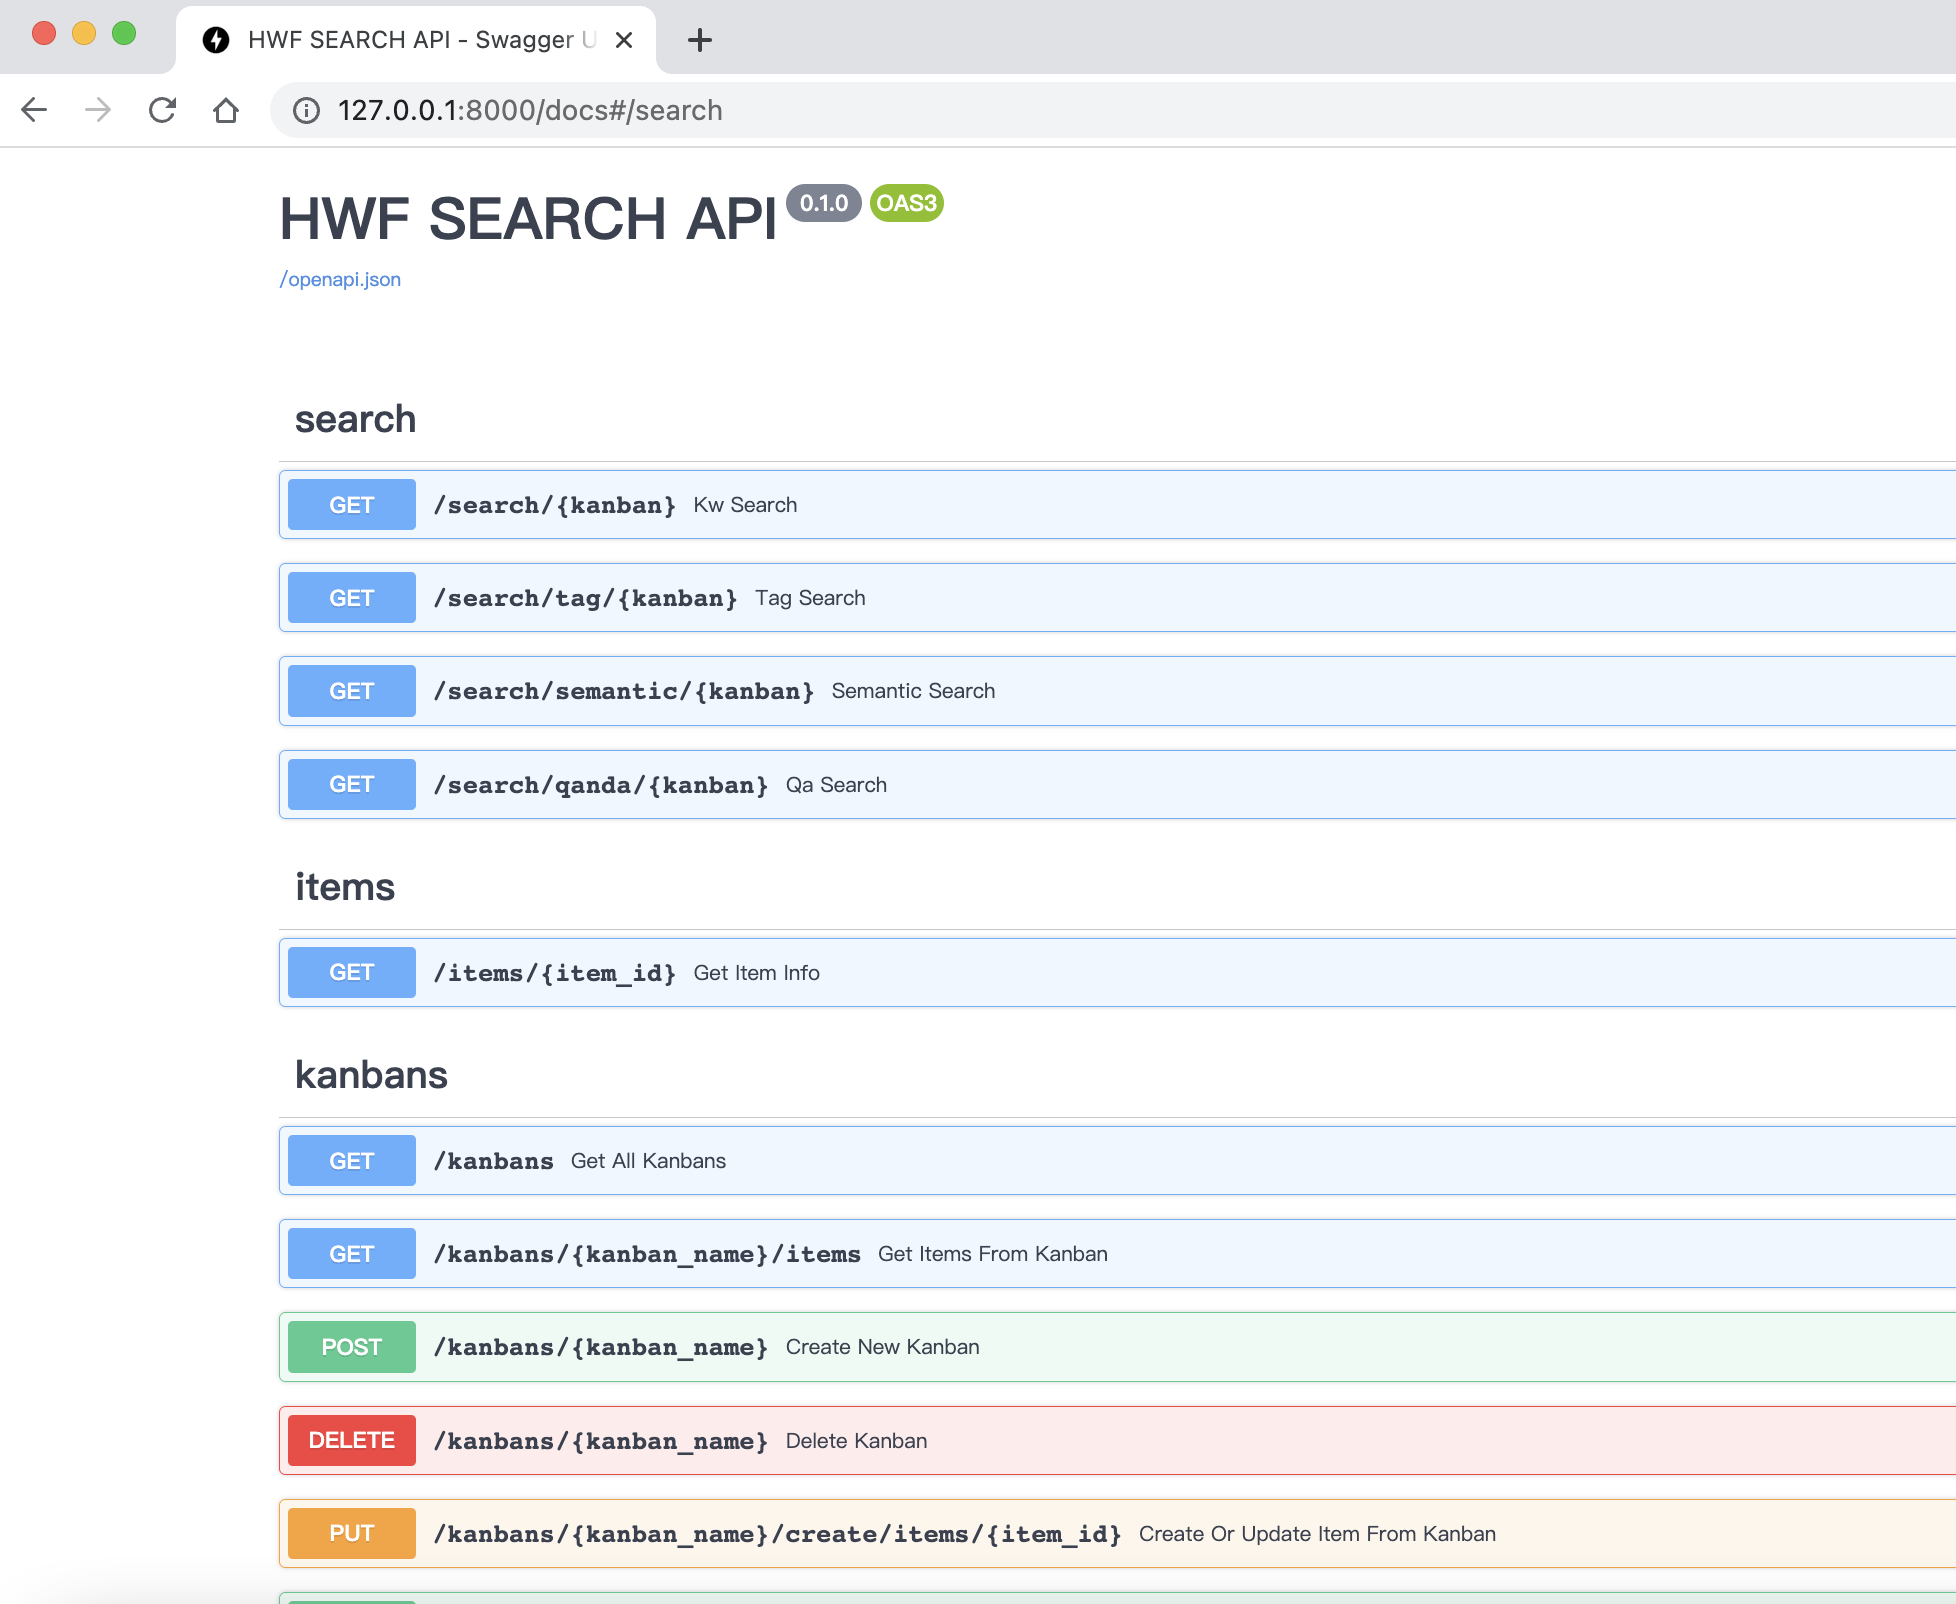 HWF SEARCH API - Swagger U
127.0.0.1:8000/docs#/search
HWF SEARCH API 0.1.0 OAS3
/openapi.json
search
GET /search/{kanban} Kw Search
GET /search/tag/{kanban} Tag Search
GET /search/semantic/{kanban} Semantic Search
GET /search/qanda/{kanban} Qa Search
items
GET /items/{item_id} Get Item Info
kanbans
GET /kanbans Get All Kanbans
GET /kanbans/{kanban_name}/items Get Items From Kanban
POST /kanbans/{kanban_name} Create New Kanban
DELETE /kanbans/{kanban_name} Delete Kanban
PUT /kanbans/{kanban_name}/create/items/{item_id} Create Or Update Item From Kanban